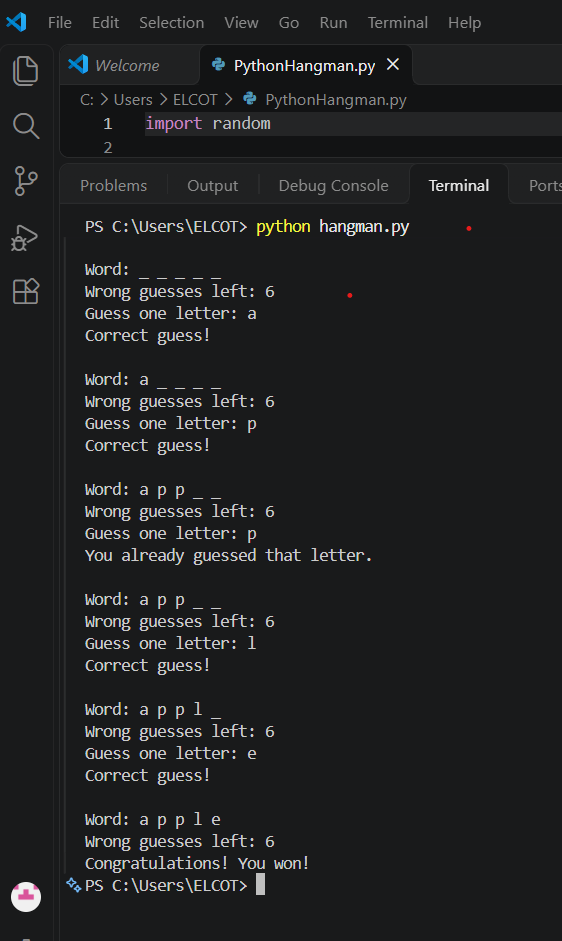 File Edit Selection View Go Run Terminal Help
Welcome PythonHangman.py
C: > Users > ELCOT > PythonHangman.py
1 import random
2
Problems Output Debug Console Terminal Ports
PS C:\Users\ELCOT> python hangman.py
Word: _ _ _ _ _
Wrong guesses left: 6
Guess one letter: a
Correct guess!
Word: a _ _ _ _
Wrong guesses left: 6
Guess one letter: p
Correct guess!
Word: a p p _ _
Wrong guesses left: 6
Guess one letter: p
You already guessed that letter.
Word: a p p _ _
Wrong guesses left: 6
Guess one letter: l
Correct guess!
Word: a p p l _
Wrong guesses left: 6
Guess one letter: e
Correct guess!
Word: a p p l e
Wrong guesses left: 6
Congratulations! You won!
PS C:\Users\ELCOT>